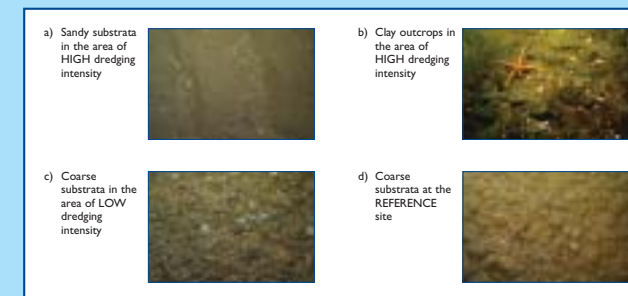 a) Sandy substrata
in the area of
HIGH dredging
intensity
b) Clay outcrops in
the area of
HIGH dredging
intensity
c) Coarse
substrata in the
area of LOW
dredging
intensity
d) Coarse
substrata at the
REFERENCE
site